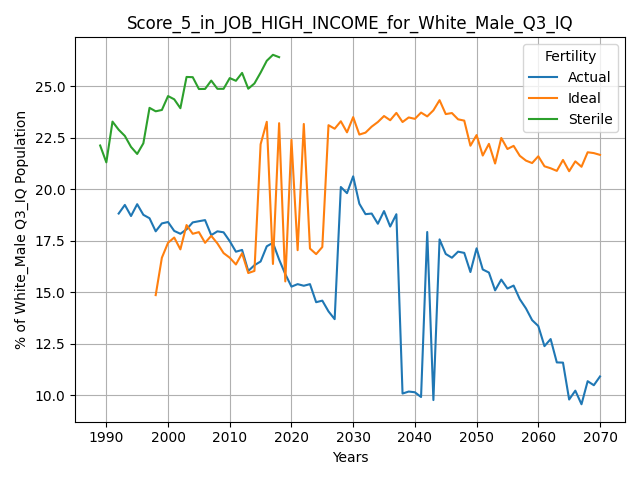 Score_5_in_JOB_HIGH_INCOME_for_White_Male_Q3_IQ
% of White_Male Q3_IQ Population
25.0
22.5
20.0
17.5
15.0
12.5
10.0
Fertility
Actual
Ideal
Sterile
1990 2000 2010 2020 2030 2040 2050 2060 2070
Years